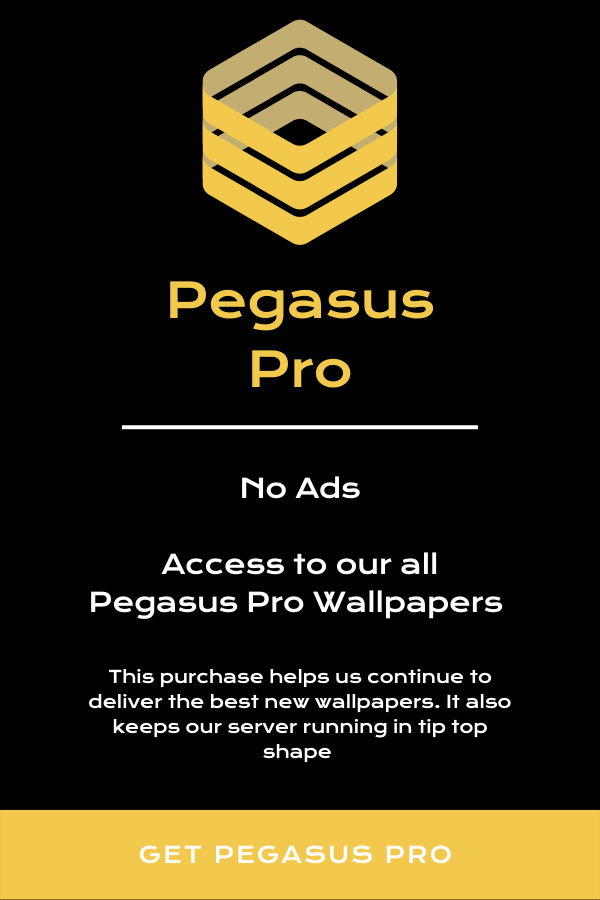 Pegasus
Pro
No Ads
Access to our all
Pegasus Pro Wallpapers
This purchase helps us continue to
deliver the best new wallpapers. It also
keeps our server running in tip top
shape
GET PEGASUS PRO